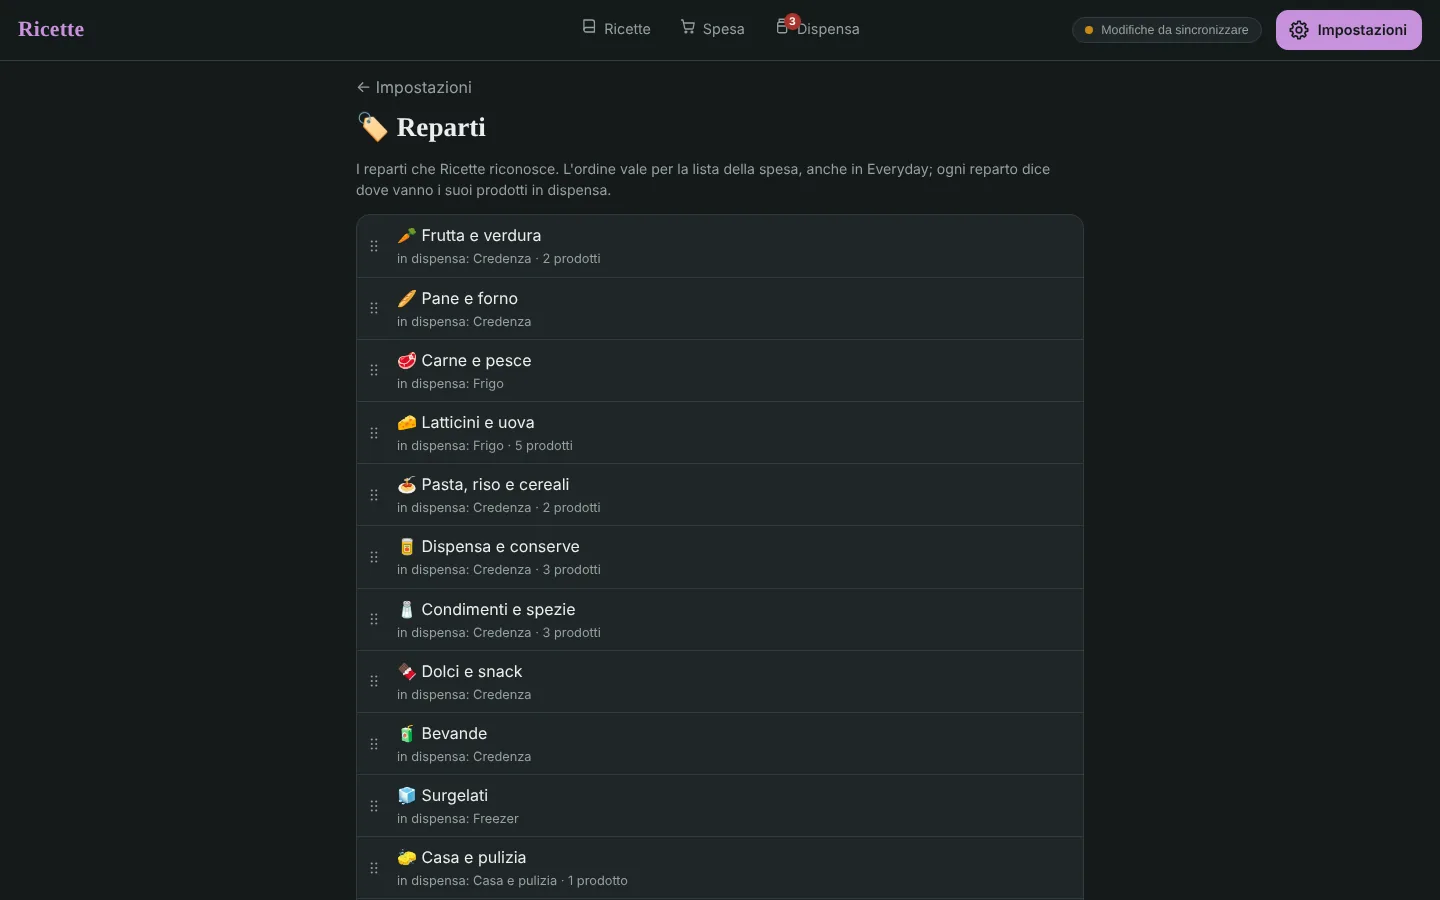 Ricette
Ricette
Spesa
3
Dispensa
Modifiche da sincronizzare
Impostazioni
← Impostazioni
Reparti
I reparti che Ricette riconosce. L'ordine vale per la lista della spesa, anche in Everyday; ogni reparto dice
dove vanno i suoi prodotti in dispensa.
Frutta e verdura
in dispensa: Credenza · 2 prodotti
Pane e forno
in dispensa: Credenza
Carne e pesce
in dispensa: Frigo
Latticini e uova
in dispensa: Frigo · 5 prodotti
Pasta, riso e cereali
in dispensa: Credenza · 2 prodotti
Dispensa e conserve
in dispensa: Credenza · 3 prodotti
Condimenti e spezie
in dispensa: Credenza · 3 prodotti
Dolci e snack
in dispensa: Credenza
Bevande
in dispensa: Credenza
Surgelati
in dispensa: Freezer
Casa e pulizia
in dispensa: Casa e pulizia · 1 prodotto